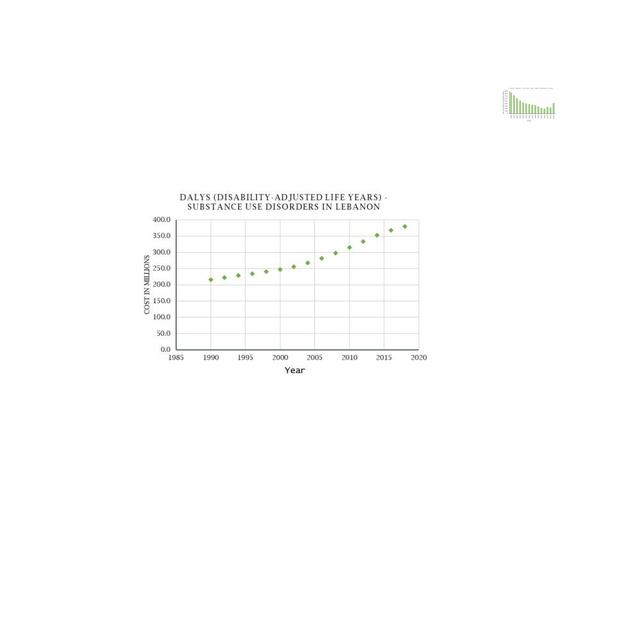 DALYS (DISABILITY-ADJUSTED LIFE YEARS) -
SUBSTANCE USE DISORDERS IN LEBANON
400.0
350.0
300.0
250.0
200.0
150.0
100.0
50.0
0.0
COST IN MILLIONS
1985 1990 1995 2000 2005 2010 2015 2020
Year